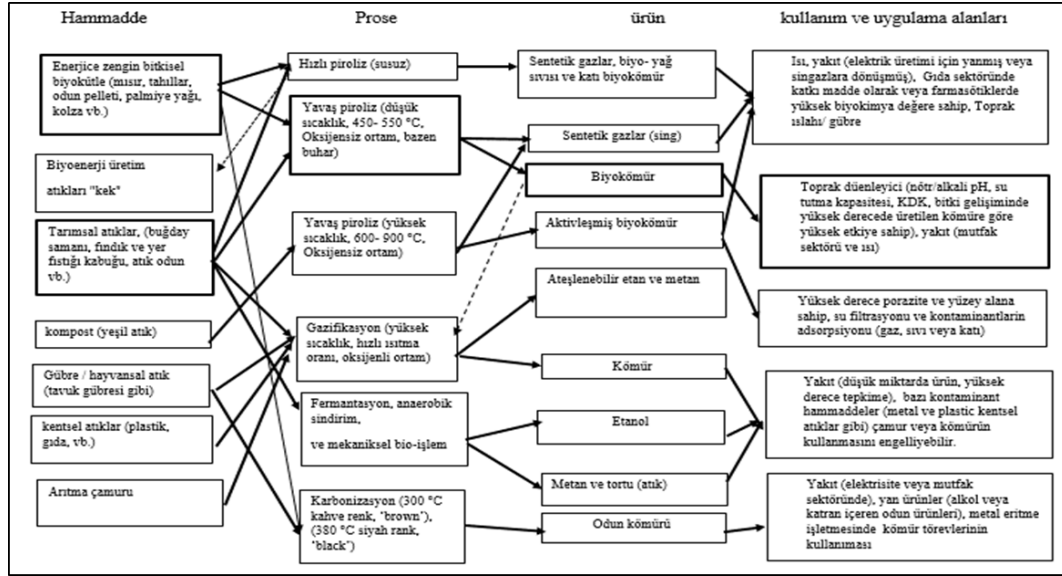 Hammadde
Prose
ürün
kullanım ve uygulama alanları
Enerjice zengin bitkisel
biyokütle (mısır, tahıllar,
odun pelleti, palmiye yağı,
kolza vb.)
Biyoenerji üretim
atıkları "kek"
Tarımsal atıklar, (buğday
samanı, fındık ve yer
fıstığı kabuğu, atık odun
vb.)
kompost (yeşil atık)
Gübre / hayvansal atık
(tavuk gübresi gibi)
kentsel atıklar (plastik,
gıda, vb.)
Arıtma çamuru
Hızlı piroliz (susuz)
Yavaş piroliz (düşük
sıcaklık, 450- 550 °C,
Oksijensiz ortam, bazen
buhar)
Yavaş piroliz (yüksek
sıcaklık, 600- 900 °C,
Oksijensiz ortam)
Gazifikasyon (yüksek
sıcaklık, hızlı ısıtma
oranı, oksijenli ortam)
Fermantasyon, anaerobik
sindirim,
ve mekaniksel bio-işlem
Karbonizasyon (300 °C
kahve renk, 'brown'),
(380 °C siyah rank,
'black')
Sentetik gazlar, biyo- yağ
sıvısı ve katı biyokömür
Sentetik gazlar (sing)
Biyokömür
Aktivleşmiş biyokömür
Ateşlenebilir etan ve metan
Kömür
Etanol
Metan ve tortu (atık)
Odun kömürü
Isı, yakıt (elektrik üretimi için yanmış veya
singazlara dönüşmüş), Gıda sektöründe
katkı madde olarak veya farmasötiklerde
yüksek biyokimya değere sahip, Toprak
ıslahı/ gübre
Toprak düenleyici (nötr/alkali pH, su
tutma kapasitesi, KDK, bitki gelişiminde
yüksek derecede üretilen kömüre göre
yüksek etkiye sahip), yakıt (mutfak
sektörü ve ısı)
Yüksek derece porazite ve yüzey alana
sahip, su filtrasyonu ve kontaminantlarin
adsorpsiyonu (gaz, sıvı veya katı)
Yakıt (düşük miktarda ürün, yüksek
derece tepkime), bazı kontaminant
hammaddeler (metal ve plastic kentsel
atıklar gibi) çamur veya kömürün
kullanmasını engelliyebilir.
Yakıt (elektrisite veya mutfak
sektöründe), yan ürünler (alkol veya
katran içeren odun ürünleri), metal eritme
işletmesinde kömür törevlerinin
kullanıması